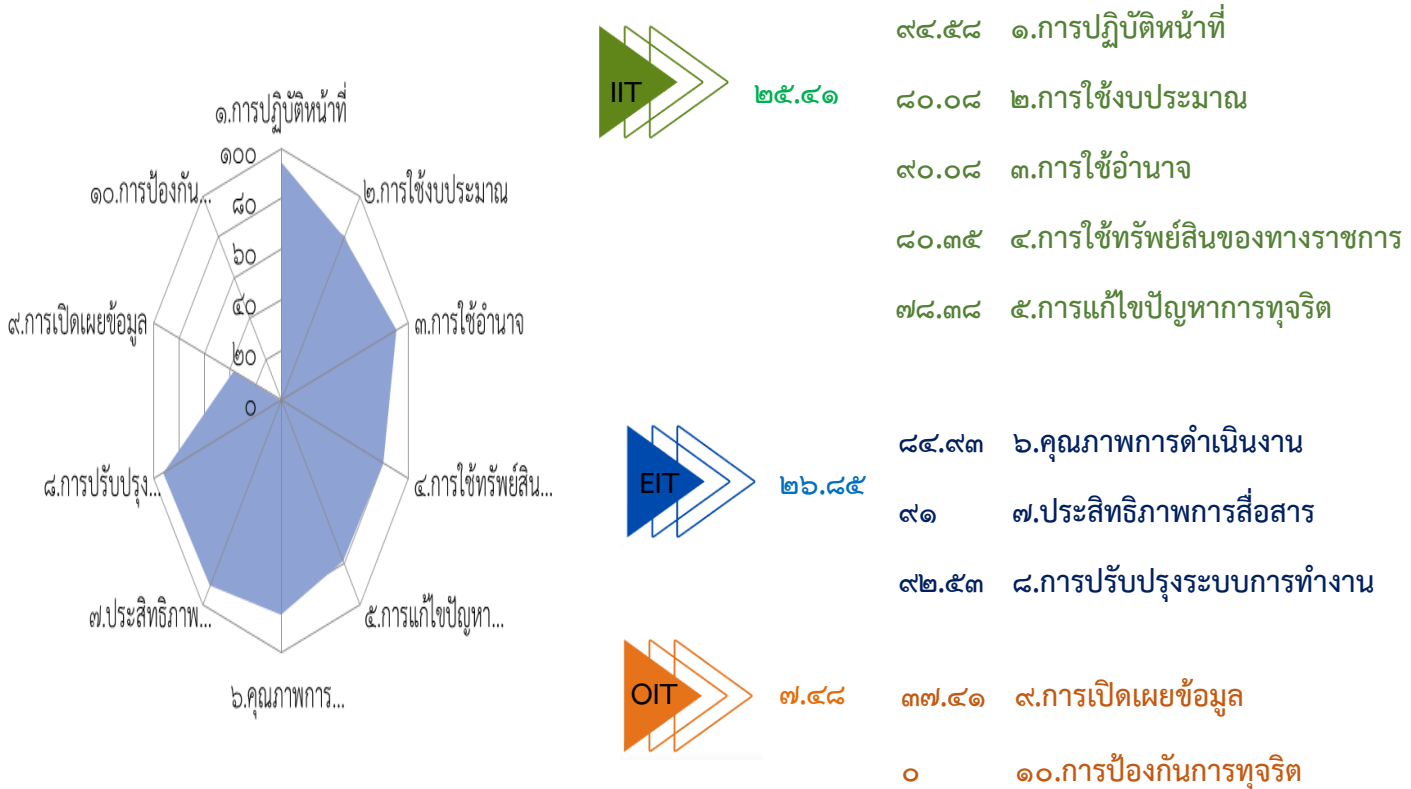 ๑.การปฏิบัติหน้าที่
๑๐๐
๑๐.การป้องกัน...
๘๐
๒.การใช้งบประมาณ
๖๐
๔๐
๙.การเปิดเผยข้อมูล
๓.การใช้อำนาจ
๒๐
๐
๘.การปรับปรุง...
๔.การใช้ทรัพย์สิน...
๗.ประสิทธิภาพ...
๕.การแก้ไขปัญหา...
๖.คุณภาพการ...
IIT ๒๕.๔๑
๙๔.๕๘ ๑.การปฏิบัติหน้าที่
๘๐.๐๘ ๒.การใช้งบประมาณ
๙๐.๐๘ ๓.การใช้อำนาจ
๘๐.๓๕ ๔.การใช้ทรัพย์สินของทางราชการ
๗๘.๓๘ ๕.การแก้ไขปัญหาการทุจริต
EIT ๒๖.๘๕
๘๔.๙๓ ๖.คุณภาพการดำเนินงาน
๙๑ ๗.ประสิทธิภาพการสื่อสาร
๙๒.๕๓ ๘.การปรับปรุงระบบการทำงาน
OIT ๗.๔๘
๓๗.๔๑ ๙.การเปิดเผยข้อมูล
๐ ๑๐.การป้องกันการทุจริต